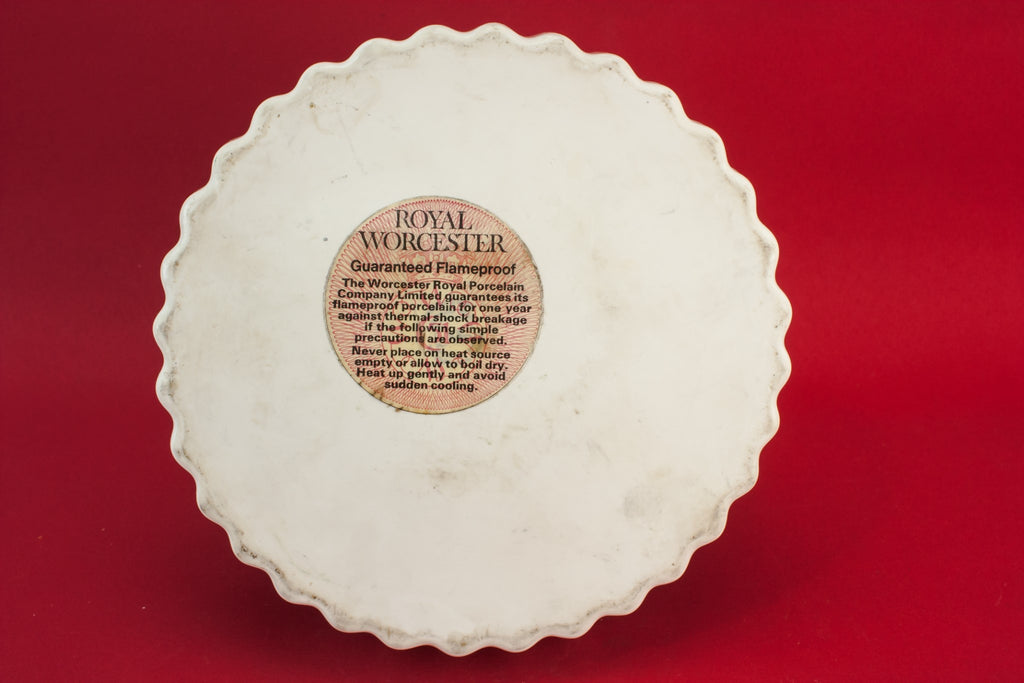 ROYAL
WORCESTER
Guaranteed Flameproof
The Worcester Royal Porcelain
Company Limited guarantees its
flameproof porcelain for one year
against thermal shock breakage
if the following simple
precautions are observed.
Never place on heat source
empty or allow to boil dry.
Heat up gently and avoid
sudden cooling.